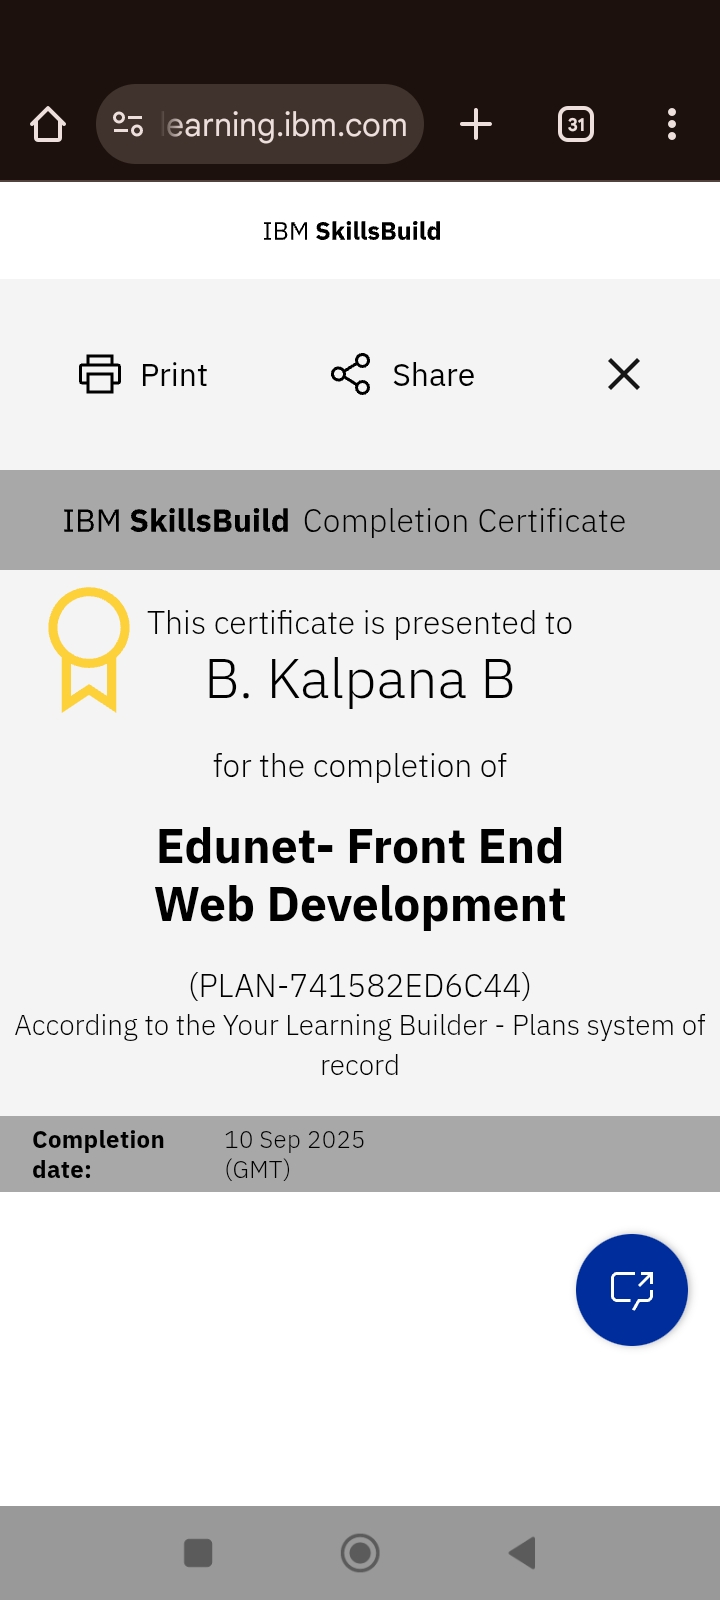 learning.ibm.com
31
IBM SkillsBuild
Print
Share
IBM SkillsBuild Completion Certificate
This certificate is presented to
B. Kalpana B
for the completion of
Edunet- Front End
Web Development
(PLAN-741582ED6C44)
According to the Your Learning Builder - Plans system of
record
Completion
date:
10 Sep 2025
(GMT)